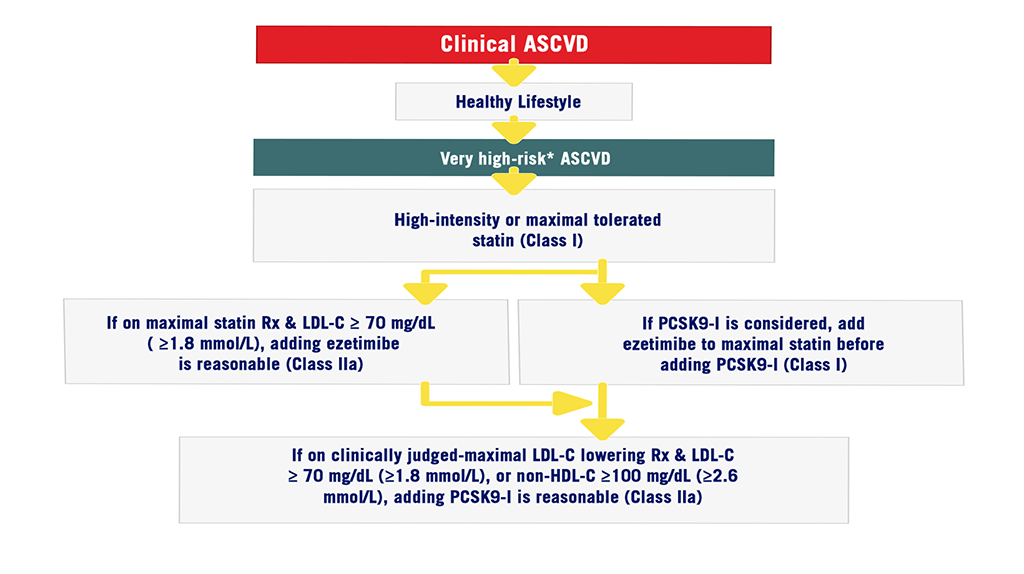 Clinical ASCVD
Healthy Lifestyle
Very high-risk* ASCVD
High-intensity or maximal tolerated
statin (Class I)
If on maximal statin Rx & LDL-C ≥ 70 mg/dL
( ≥1.8 mmol/L), adding ezetimibe
is reasonable (Class IIa)
If PCSK9-I is considered, add
ezetimibe to maximal statin before
adding PCSK9-I (Class I)
If on clinically judged-maximal LDL-C lowering Rx & LDL-C
≥ 70 mg/dL (≥1.8 mmol/L), or non-HDL-C ≥100 mg/dL (≥2.6
mmol/L), adding PCSK9-I is reasonable (Class IIa)